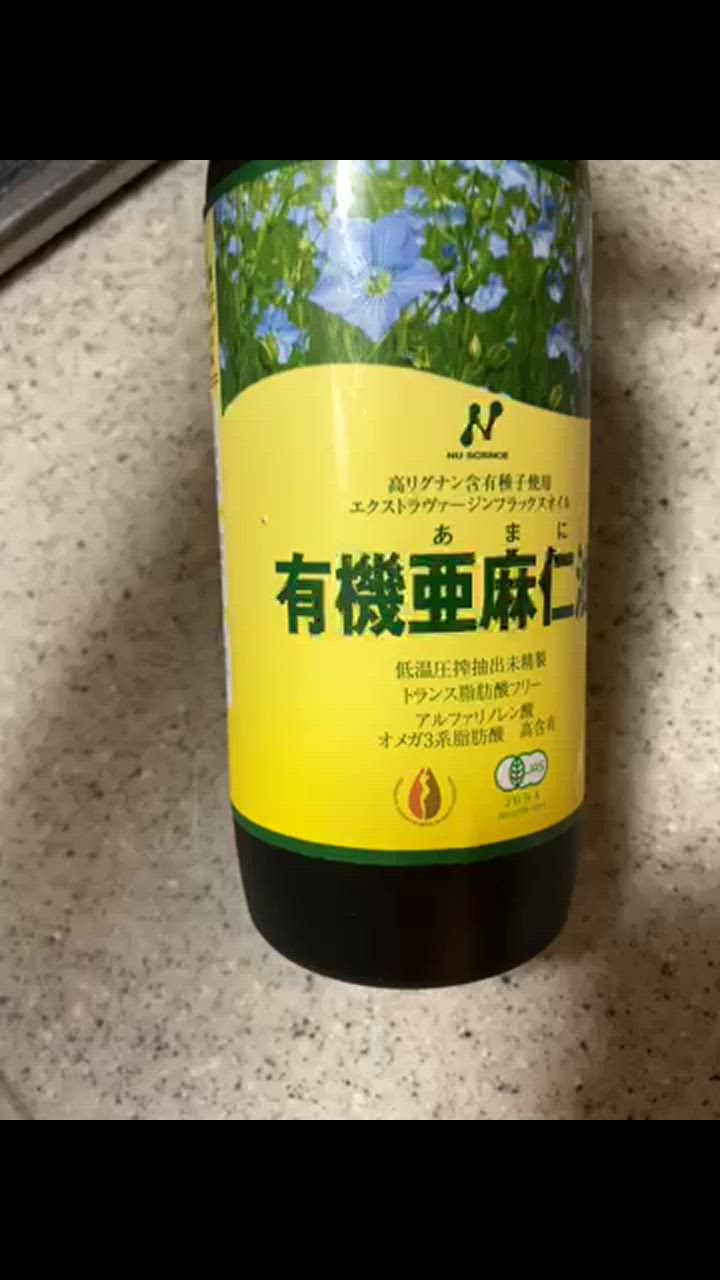 NU SCIENCE
高リグナン含有種子使用
エクストラヴァージンフラックスオイル
あまに
有機亜麻仁
低温圧搾抽出未精製
トランス脂肪酸フリー
アルファリノレン酸
オメガ3系脂肪酸 高含有
JAS
JONA